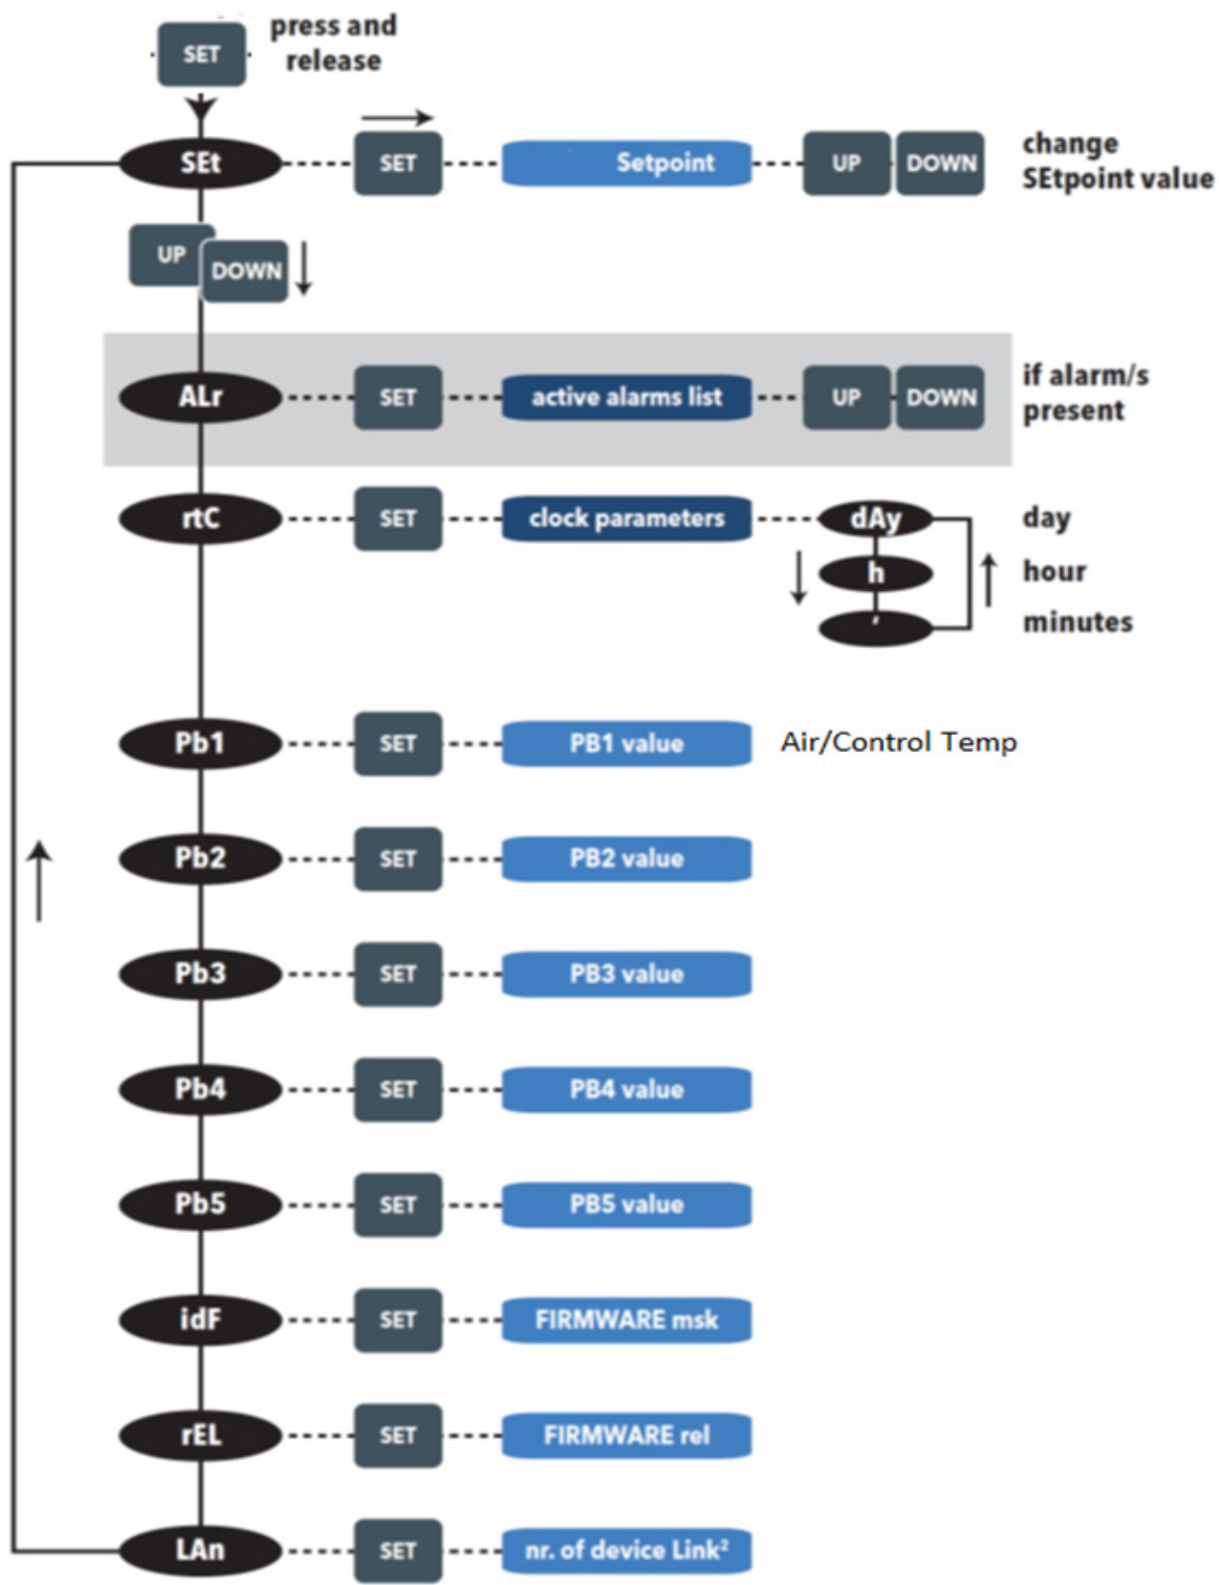 SET press and
release
SEt SET Setpoint UP DOWN change
SEtpoint value
UP
DOWN
ALr SET active alarms list UP DOWN if alarm/s
present
rtC SET clock parameters dAy day
h hour
' minutes
Pb1 SET PB1 value Air/Control Temp
Pb2 SET PB2 value
Pb3 SET PB3 value
Pb4 SET PB4 value
Pb5 SET PB5 value
idF SET FIRMWARE msk
rEL SET FIRMWARE rel
LAn SET nr. of device Link²